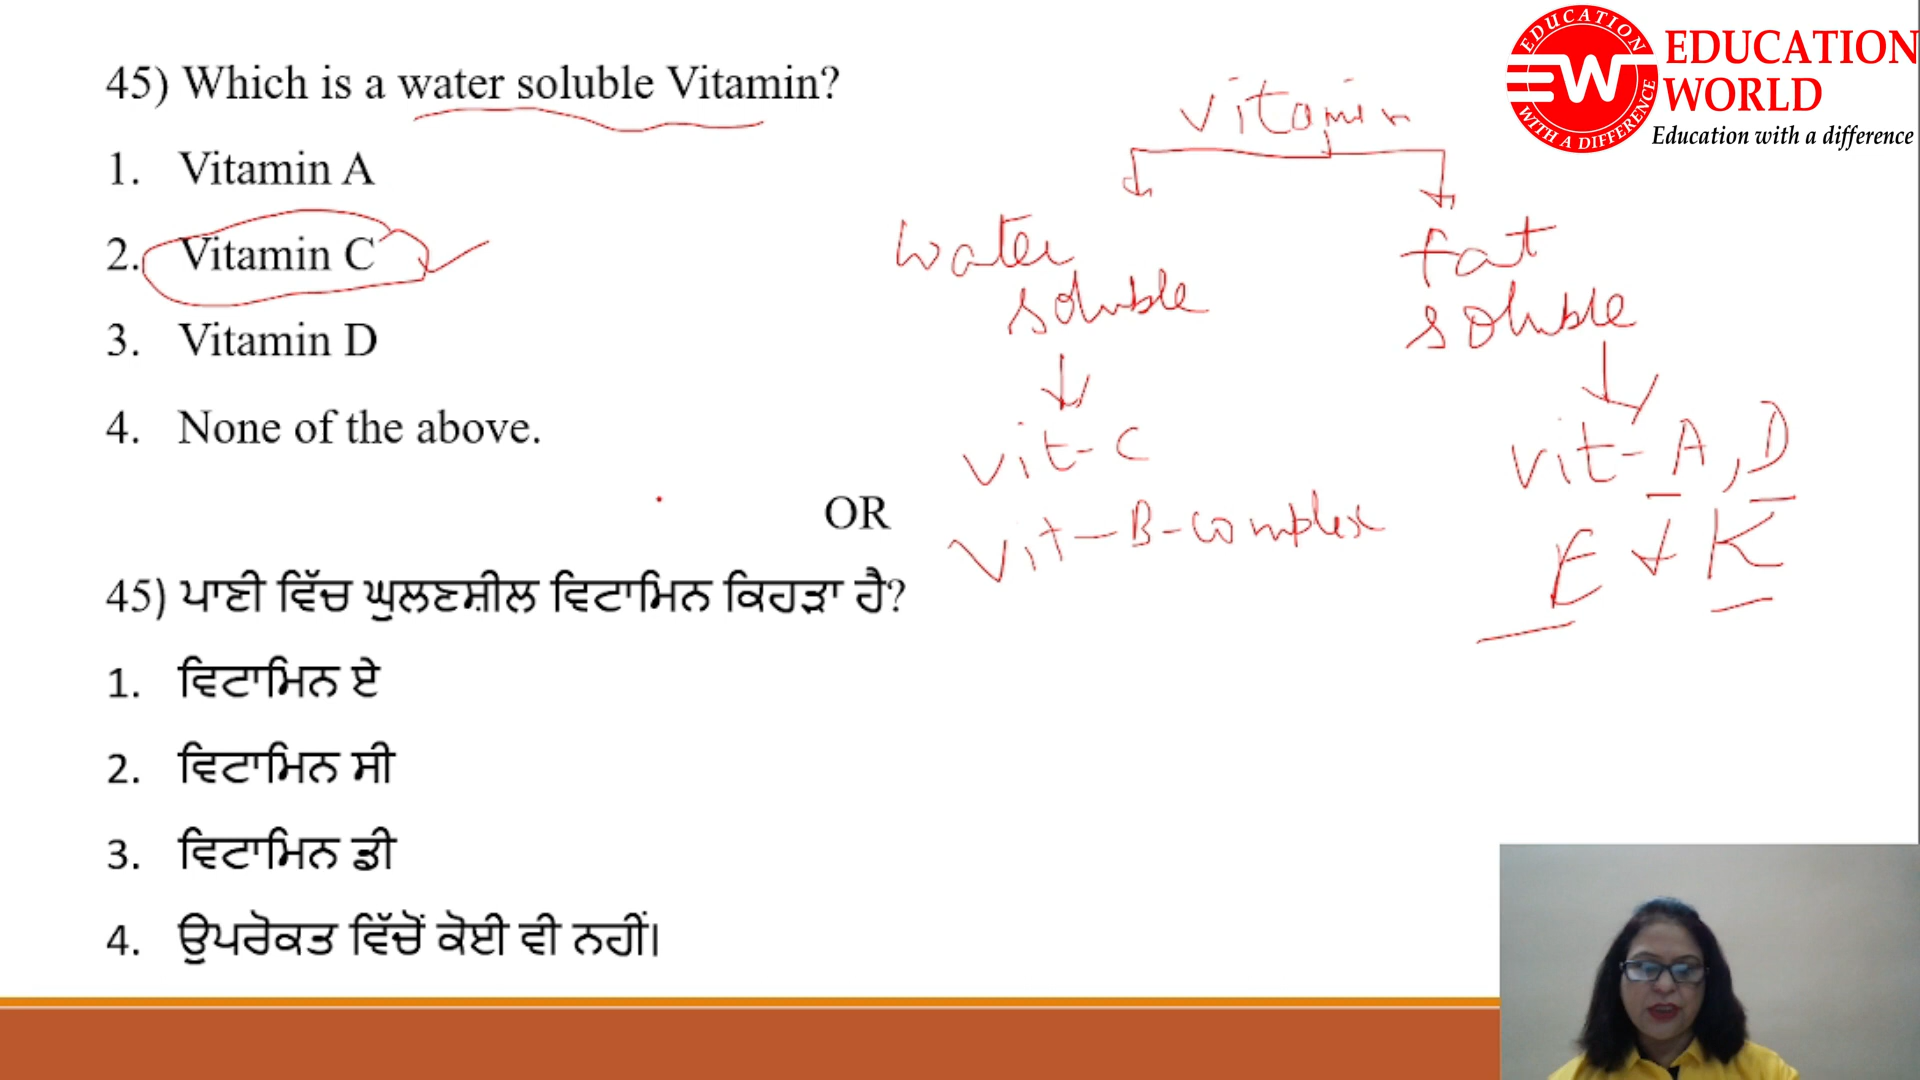 45) Which is a water soluble Vitamin?
1. Vitamin A
2. Vitamin C
3. Vitamin D
4. None of the above.
OR
45) ਪਾਣੀ ਵਿੱਚ ਘੁਲਣਸ਼ੀਲ ਵਿਟਾਮਿਨ ਕਿਹੜਾ ਹੈ?
1. ਵਿਟਾਮਿਨ ਏ
2. ਵਿਟਾਮਿਨ ਸੀ
3. ਵਿਟਾਮਿਨ ਡੀ
4. ਉਪਰੋਕਤ ਵਿੱਚੋਂ ਕੋਈ ਵੀ ਨਹੀਂ।
Vitamin
water
soluble
Vit-C
Vit-B-complex
fat
soluble
Vit-A, D
E + K
EDUCATION
WITH A DIFFERENCE
EW
EDUCATION
WORLD
Education with a difference